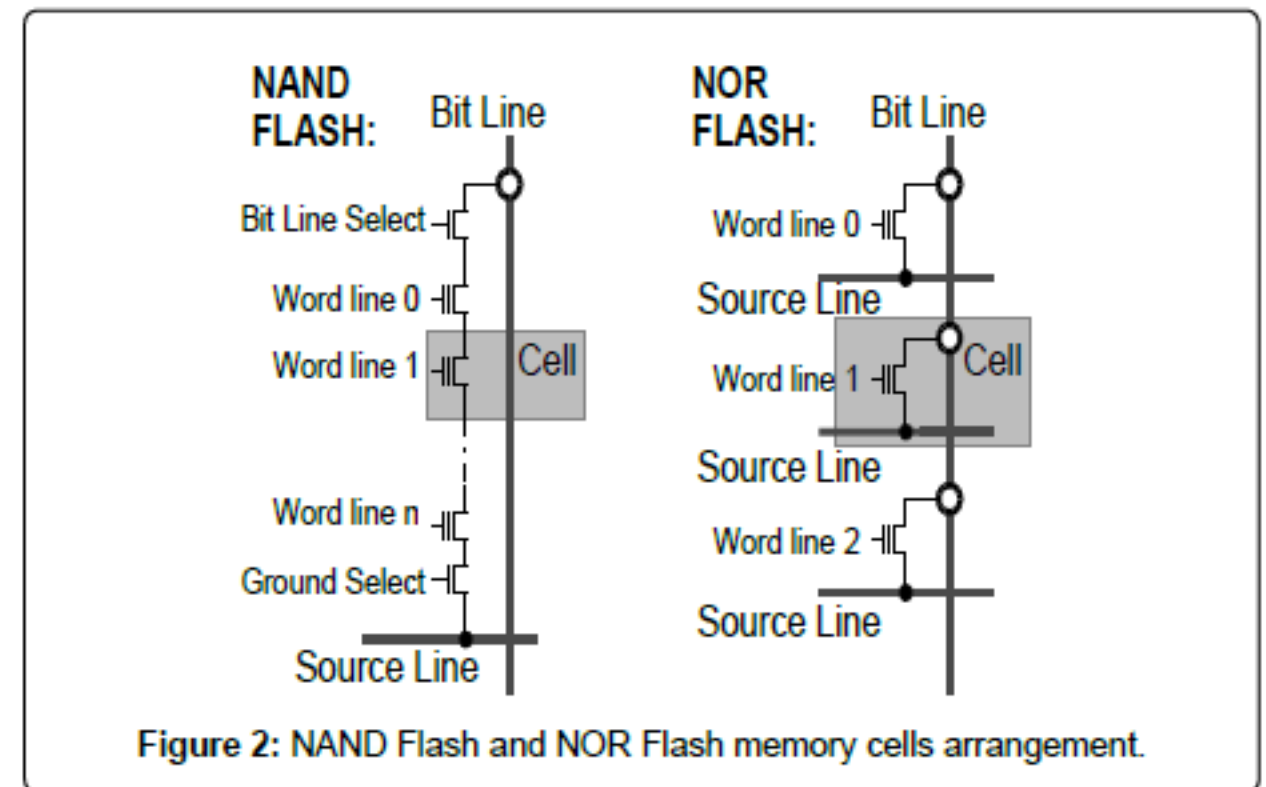 NAND
FLASH:
Bit Line
Bit Line Select
Word line 0
Word line 1
Cell
Word line n
Ground Select
Source Line
NOR
FLASH:
Bit Line
Word line 0
Source Line
Word line 1
Cell
Source Line
Word line 2
Source Line
Figure 2: NAND Flash and NOR Flash memory cells arrangement.